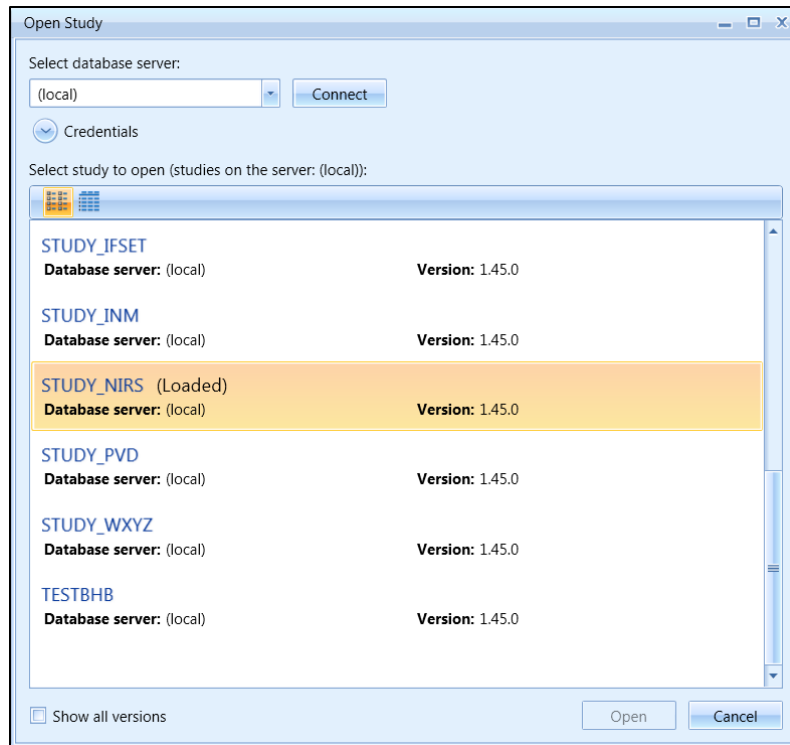 Open Study
Select database server:
(local)
Connect
Credentials
Select study to open (studies on the server: (local)):
STUDY_IFSET
Database server: (local) Version: 1.45.0
STUDY_INM
Database server: (local) Version: 1.45.0
STUDY_NIRS (Loaded)
Database server: (local) Version: 1.45.0
STUDY_PVD
Database server: (local) Version: 1.45.0
STUDY_WXYZ
Database server: (local) Version: 1.45.0
TESTBHB
Database server: (local) Version: 1.45.0
Show all versions
Open
Cancel